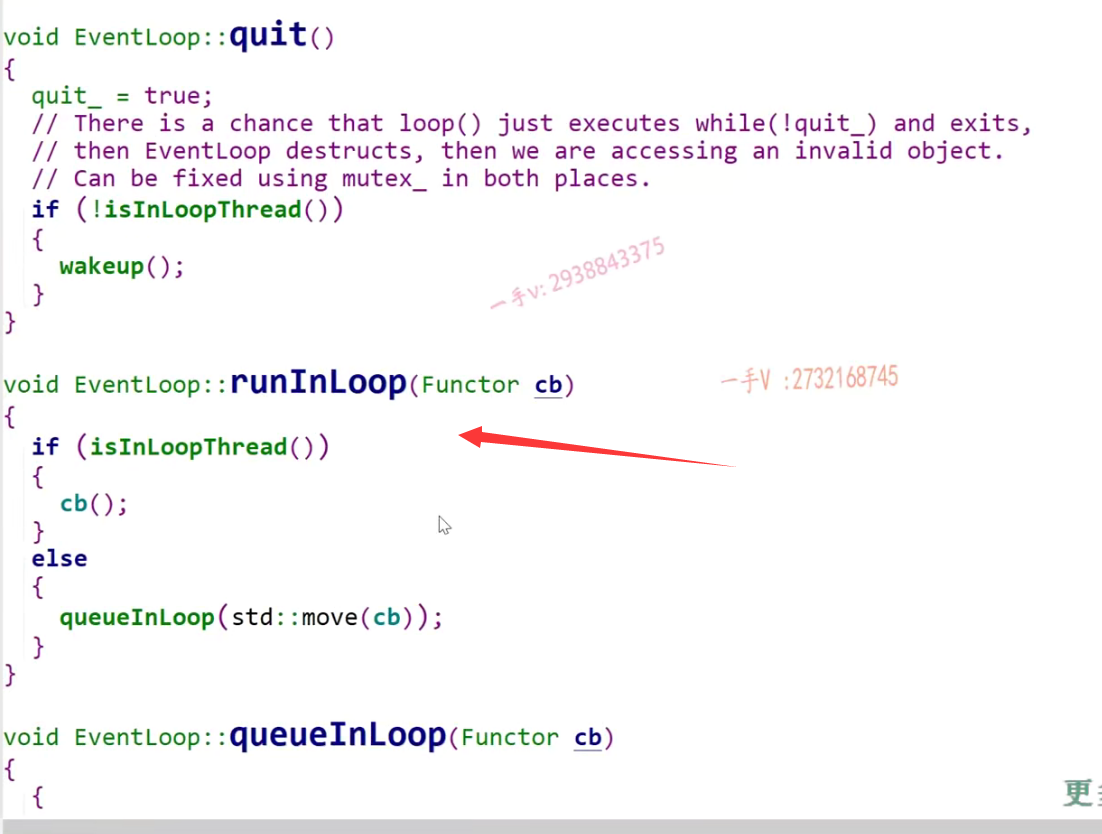 void EventLoop::quit()
{
quit_ = true;
// There is a chance that loop() just executes while(!quit_) and exits,
// then EventLoop destructs, then we are accessing an invalid object.
// Can be fixed using mutex_ in both places.
if (!isInLoopThread())
{
wakeup();
}
}
一手v: 2938843375
void EventLoop::runInLoop(Functor cb)
一手V :2732168745
{
if (isInLoopThread())
{
cb();
}
else
{
queueInLoop(std::move(cb));
}
}
void EventLoop::queueInLoop(Functor cb)
{
{
更